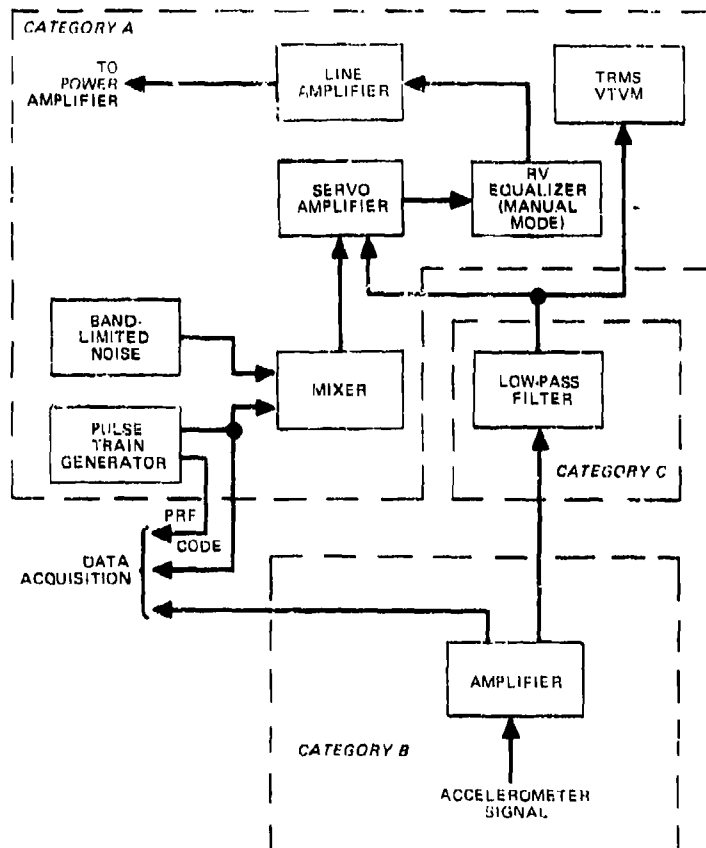 CATEGORY A
TO
POWER
AMPLIFIER
LINE
AMPLIFIER
TRMS
VTVM
SERVO
AMPLIFIER
RV
EQUALIZER
(MANUAL
MODE)
BAND-
LIMITED
NOISE
MIXER
LOW-PASS
FILTER
PULSE
TRAIN
GENERATOR
CATEGORY C
PRF
CODE
DATA
ACQUISITION
AMPLIFIER
CATEGORY B
ACCELEROMETER
SIGNAL